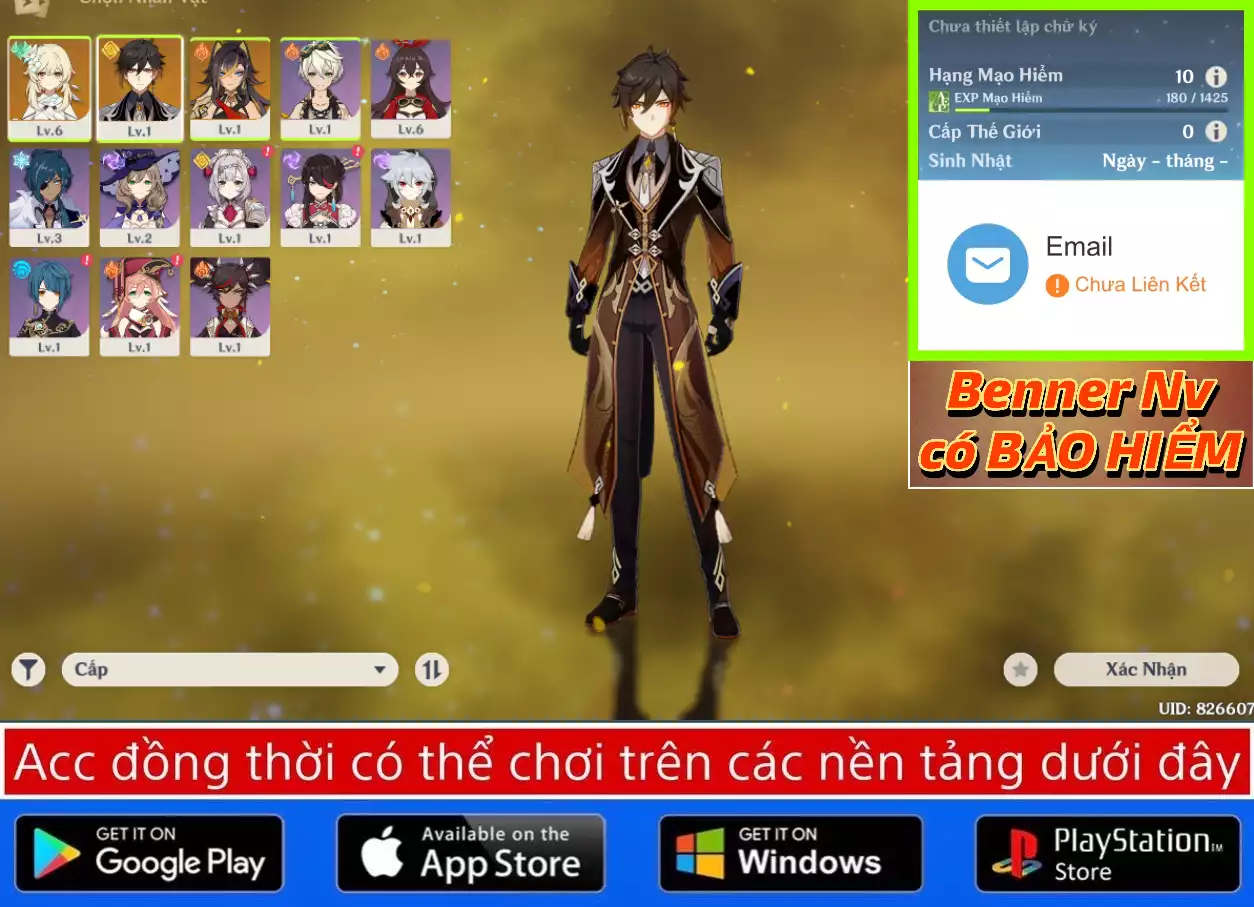 Chọn Nhân Vật
Lv.6
Lv.1
Lv.1
Lv.1
Lv.6
Lv.3
Lv.2
Lv.1
Lv.1
Lv.1
Lv.1
Lv.1
Lv.1
Chưa thiết lập chữ ký
Hạng Mạo Hiểm 10
EXP Mạo Hiểm 180 / 1425
Cấp Thế Giới 0
Sinh Nhật Ngày - tháng -
Email
Chưa Liên Kết
Benner Nv
có BẢO HIỂM
Cấp
Xác Nhận
UID: 826607
Acc đồng thời có thể chơi trên các nền tảng dưới đây
GET IT ON
Google Play
Available on the
App Store
GET IT ON
Windows
PlayStation™
Store